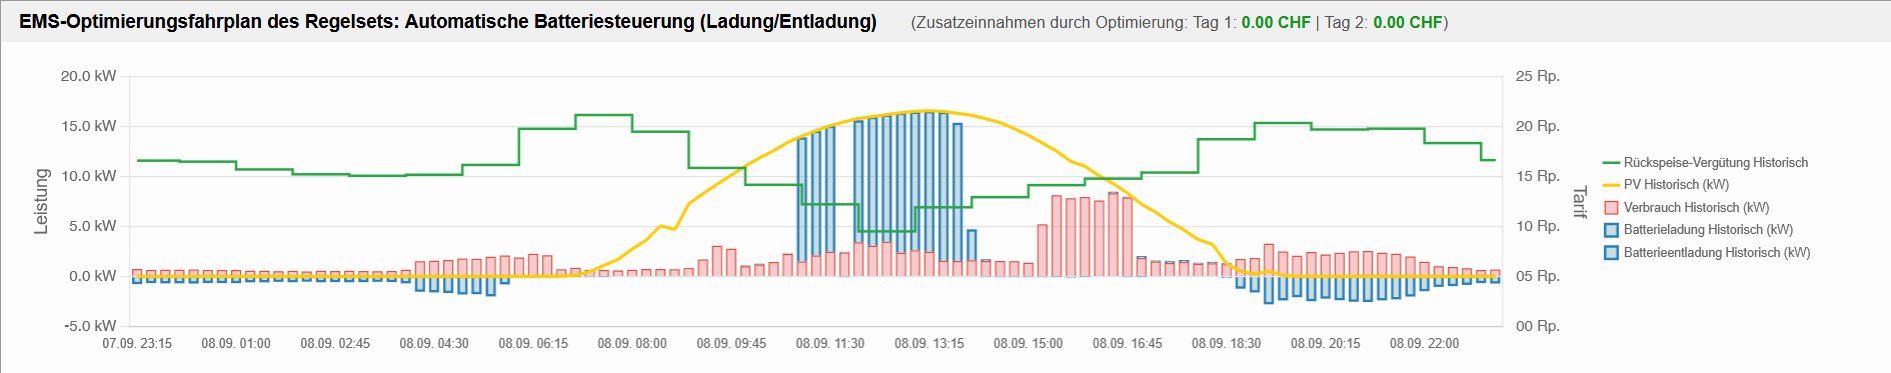 EMS-Optimierungsfahrplan des Regelsets: Automatische Batteriesteuerung (Ladung/Entladung) (Zusatzeinnahmen durch Optimierung: Tag 1: 0.00 CHF | Tag 2: 0.00 CHF)
20.0 kW 25 Rp.
15.0 kW 20 Rp.
10.0 kW 15 Rp.
5.0 kW 10 Rp.
0.0 kW 05 Rp.
-5.0 kW 00 Rp.
Leistung
Tarif
07.09. 23:15 08.09. 01:00 08.09. 02:45 08.09. 04:30 08.09. 06:15 08.09. 08:00 08.09. 09:45 08.09. 11:30 08.09. 13:15 08.09. 15:00 08.09. 16:45 08.09. 18:30 08.09. 20:15 08.09. 22:00
Rückspeise-Vergütung Historisch
PV Historisch (kW)
Verbrauch Historisch (kW)
Batterieladung Historisch (kW)
Batterieentladung Historisch (kW)